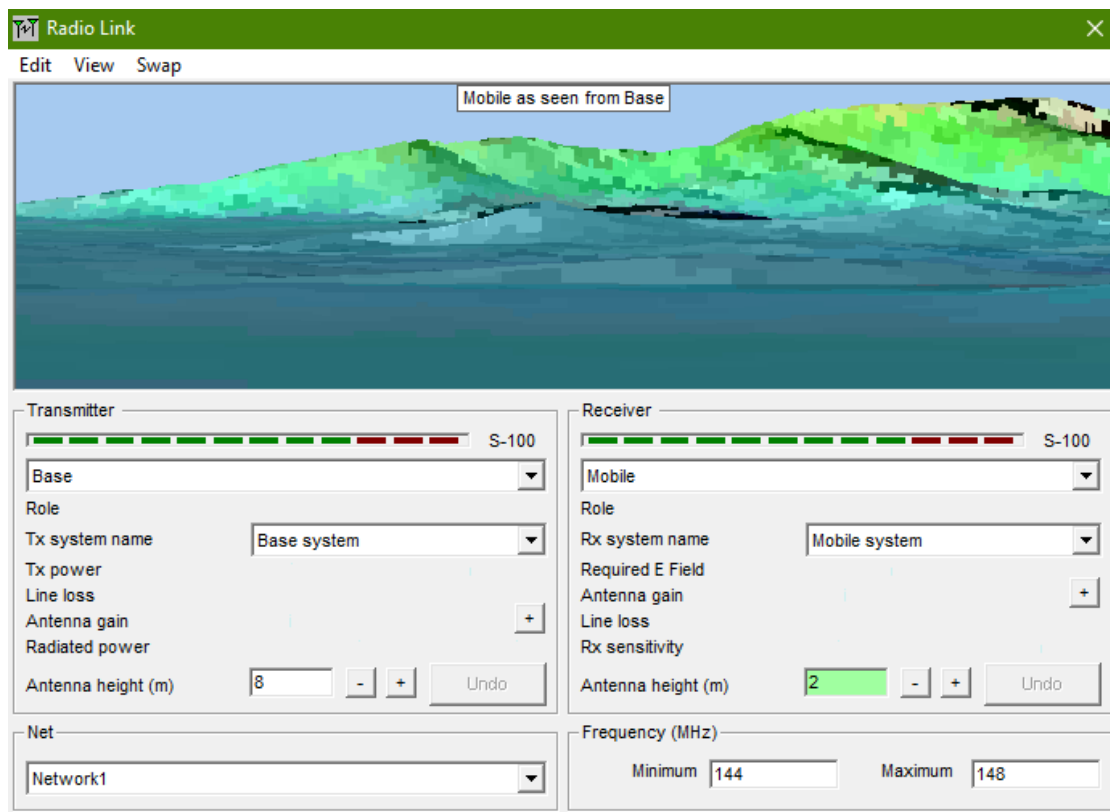 Radio Link
Edit View Swap
Mobile as seen from Base
Transmitter
S-100
Base
Role
Tx system name Base system
Tx power
Line loss
Antenna gain +
Radiated power
Antenna height (m) 8 - + Undo
Receiver
S-100
Mobile
Role
Rx system name Mobile system
Required E Field
Antenna gain +
Line loss
Rx sensitivity
Antenna height (m) 2 - + Undo
Net
Network1
Frequency (MHz)
Minimum 144 Maximum 148